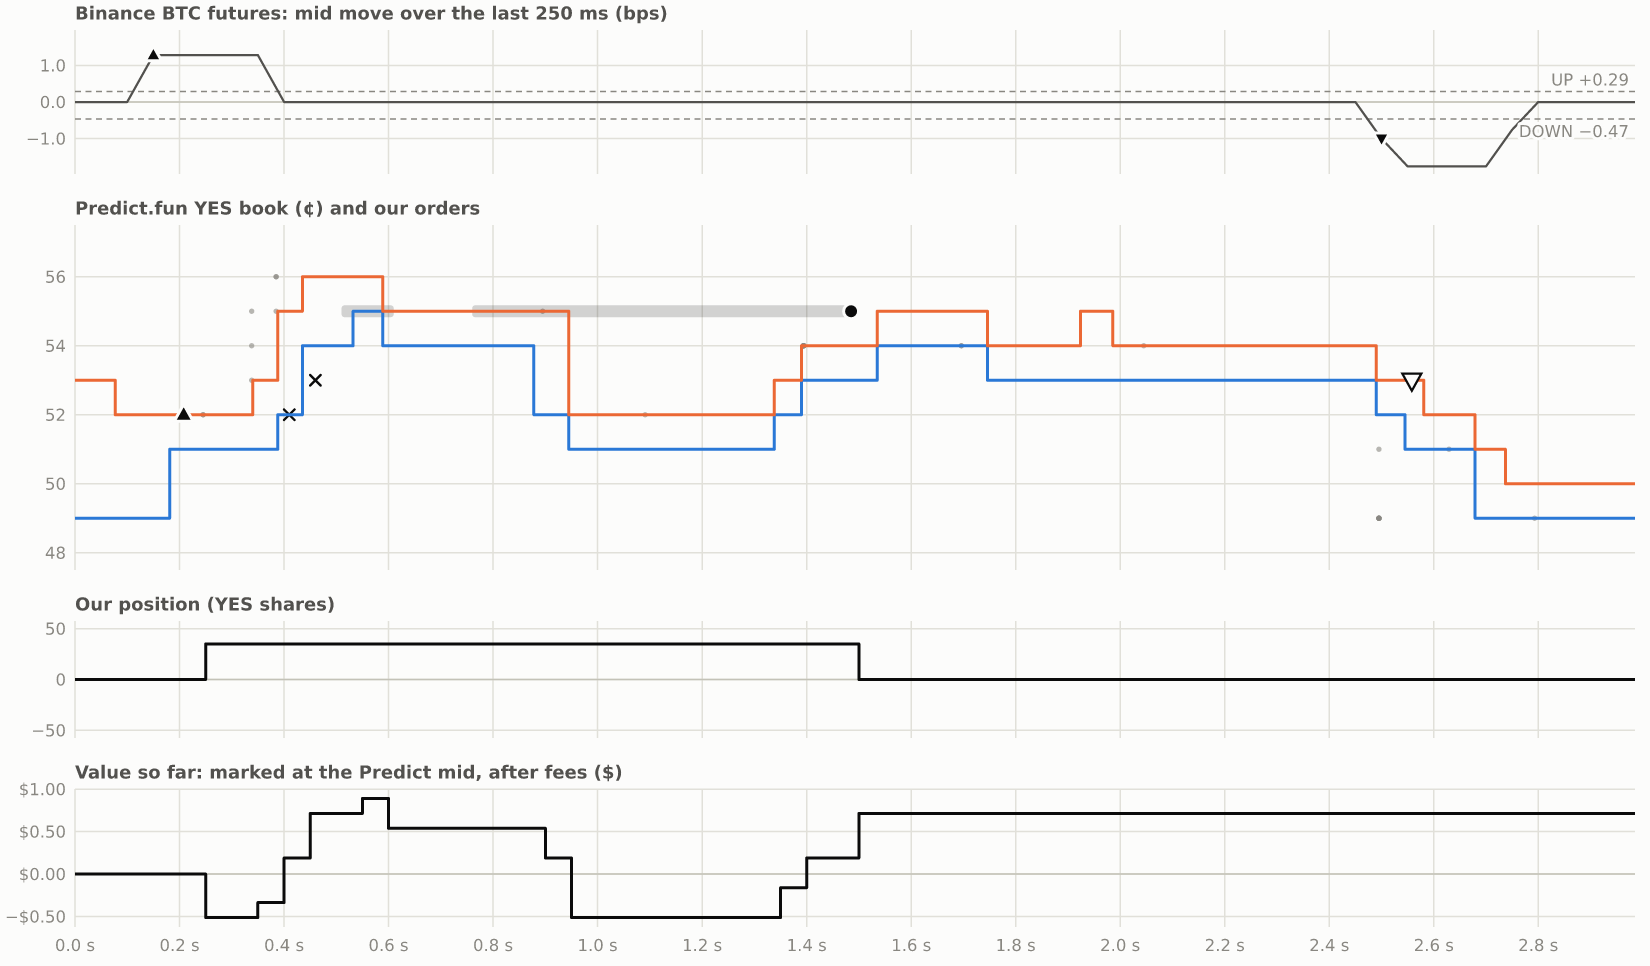 Binance BTC futures: mid move over the last 250 ms (bps)
1.0
0.0
−1.0
UP +0.29
DOWN −0.47
Predict.fun YES book (¢) and our orders
56
54
52
50
48
Our position (YES shares)
50
0
−50
Value so far: marked at the Predict mid, after fees ($)
$1.00
$0.50
$0.00
−$0.50
0.0 s 0.2 s 0.4 s 0.6 s 0.8 s 1.0 s 1.2 s 1.4 s 1.6 s 1.8 s 2.0 s 2.2 s 2.4 s 2.6 s 2.8 s